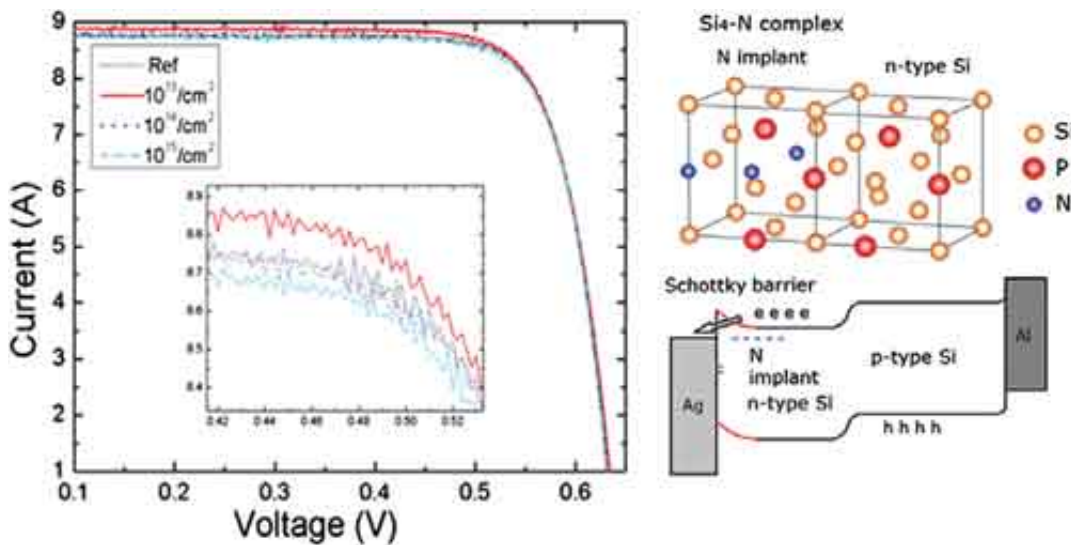 9
8
7
6
5
4
3
2
1
Current (A)
Ref
10¹³/cm²
10¹⁴/cm²
10¹⁵/cm²
8.9
8.8
8.7
8.6
8.5
8.4
0.42 0.44 0.46 0.48 0.50 0.52
0.1 0.2 0.3 0.4 0.5 0.6
Voltage (V)
Si₄-N complex
N implant
n-type Si
Si
P
N
Schottky barrier
e e e e
N
implant
n-type Si
p-type Si
Ag
Al
h h h h